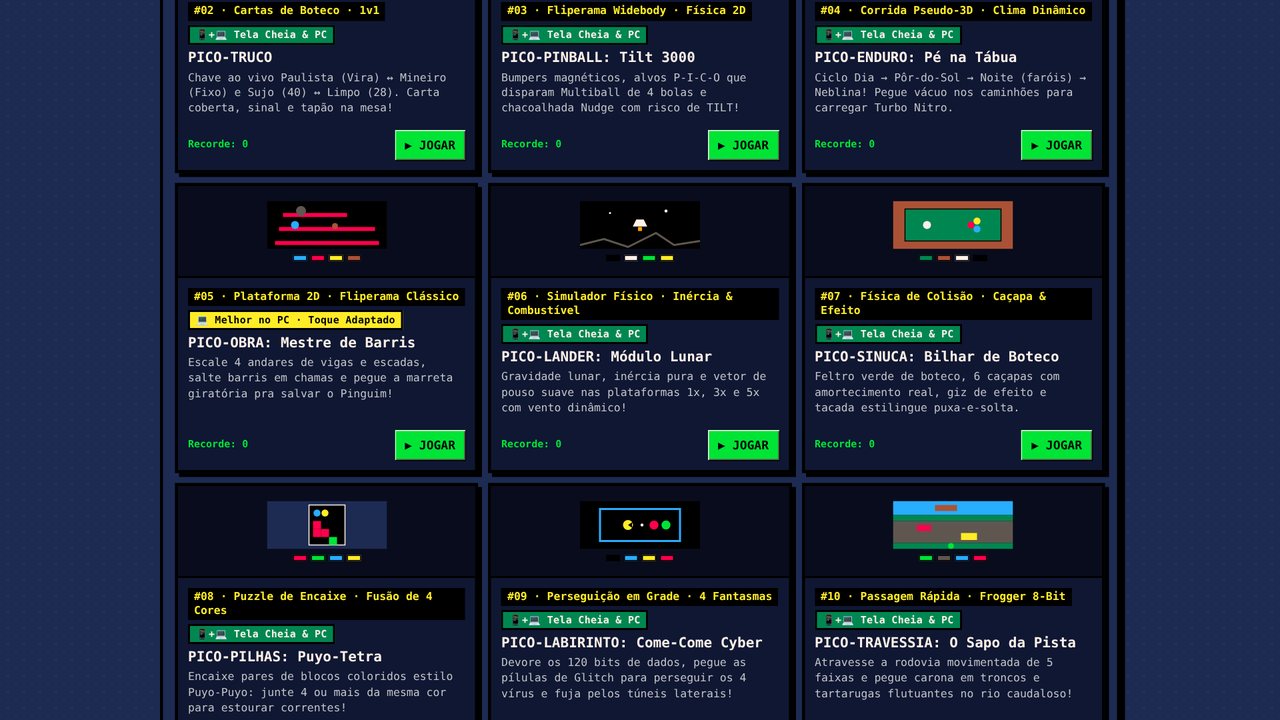 #02 · Cartas de Boteco · 1v1
📱+💻 Tela Cheia & PC
PICO-TRUCO
Chave ao vivo Paulista (Vira) ↔ Mineiro
(Fixo) e Sujo (40) ↔ Limpo (28). Carta
coberta, sinal e tapão na mesa!
Recorde: 0
▶ JOGAR
#03 · Fliperama Widebody · Física 2D
📱+💻 Tela Cheia & PC
PICO-PINBALL: Tilt 3000
Bumpers magnéticos, alvos P-I-C-O que
disparam Multiball de 4 bolas e
chacoalhada Nudge com risco de TILT!
Recorde: 0
▶ JOGAR
#04 · Corrida Pseudo-3D · Clima Dinâmico
📱+💻 Tela Cheia & PC
PICO-ENDURO: Pé na Tábua
Ciclo Dia → Pôr-do-Sol → Noite (faróis) →
Neblina! Pegue vácuo nos caminhões para
carregar Turbo Nitro.
Recorde: 0
▶ JOGAR
#05 · Plataforma 2D · Fliperama Clássico
💻 Melhor no PC · Toque Adaptado
PICO-OBRA: Mestre de Barris
Escale 4 andares de vigas e escadas,
salte barris em chamas e pegue a marreta
giratória pra salvar o Pinguim!
Recorde: 0
▶ JOGAR
#06 · Simulador Físico · Inércia &
Combustível
📱+💻 Tela Cheia & PC
PICO-LANDER: Módulo Lunar
Gravidade lunar, inércia pura e vetor de
pouso suave nas plataformas 1x, 3x e 5x
com vento dinâmico!
Recorde: 0
▶ JOGAR
#07 · Física de Colisão · Caçapa &
Efeito
📱+💻 Tela Cheia & PC
PICO-SINUCA: Bilhar de Boteco
Feltro verde de boteco, 6 caçapas com
amortecimento real, giz de efeito e
tacada estilingue puxa-e-solta.
Recorde: 0
▶ JOGAR
#08 · Puzzle de Encaixe · Fusão de 4
Cores
📱+💻 Tela Cheia & PC
PICO-PILHAS: Puyo-Tetra
Encaixe pares de blocos coloridos estilo
Puyo-Puyo: junte 4 ou mais da mesma cor
para estourar correntes!
#09 · Perseguição em Grade · 4 Fantasmas
📱+💻 Tela Cheia & PC
PICO-LABIRINTO: Come-Come Cyber
Devore os 120 bits de dados, pegue as
pílulas de Glitch para perseguir os 4
vírus e fuja pelos túneis laterais!
#10 · Passagem Rápida · Frogger 8-Bit
📱+💻 Tela Cheia & PC
PICO-TRAVESSIA: O Sapo da Pista
Atravesse a rodovia movimentada de 5
faixas e pegue carona em troncos e
tartarugas flutuantes no rio caudaloso!